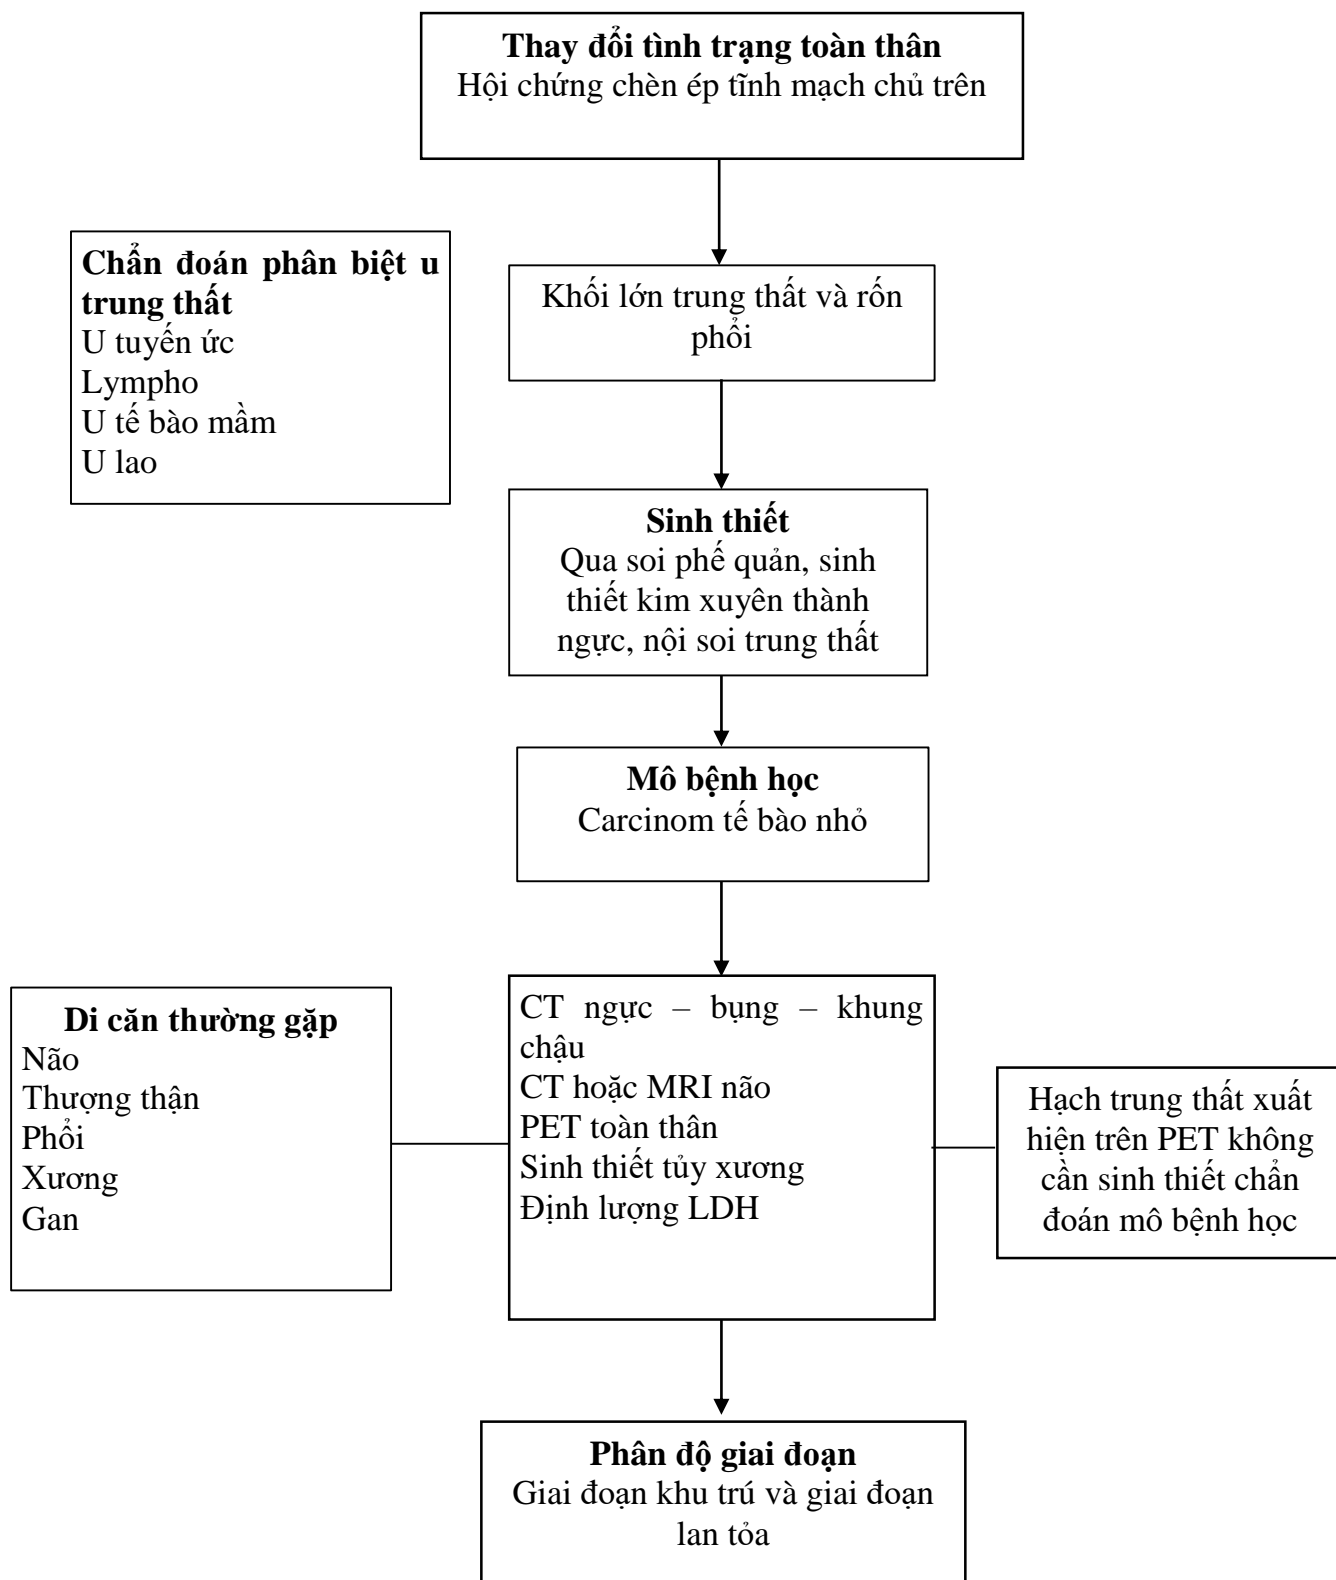 Thay đổi tình trạng toàn thân
Hội chứng chèn ép tĩnh mạch chủ trên
Chẩn đoán phân biệt u
trung thất
U tuyến ức
Lympho
U tế bào mầm
U lao
Khối lớn trung thất và rốn
phổi
Sinh thiết
Qua soi phế quản, sinh
thiết kim xuyên thành
ngực, nội soi trung thất
Mô bệnh học
Carcinom tế bào nhỏ
Di căn thường gặp
Não
Thượng thận
Phổi
Xương
Gan
CT ngực – bụng – khung
chậu
CT hoặc MRI não
PET toàn thân
Sinh thiết tủy xương
Định lượng LDH
Hạch trung thất xuất
hiện trên PET không
cần sinh thiết chẩn
đoán mô bệnh học
Phân độ giai đoạn
Giai đoạn khu trú và giai đoạn
lan tỏa